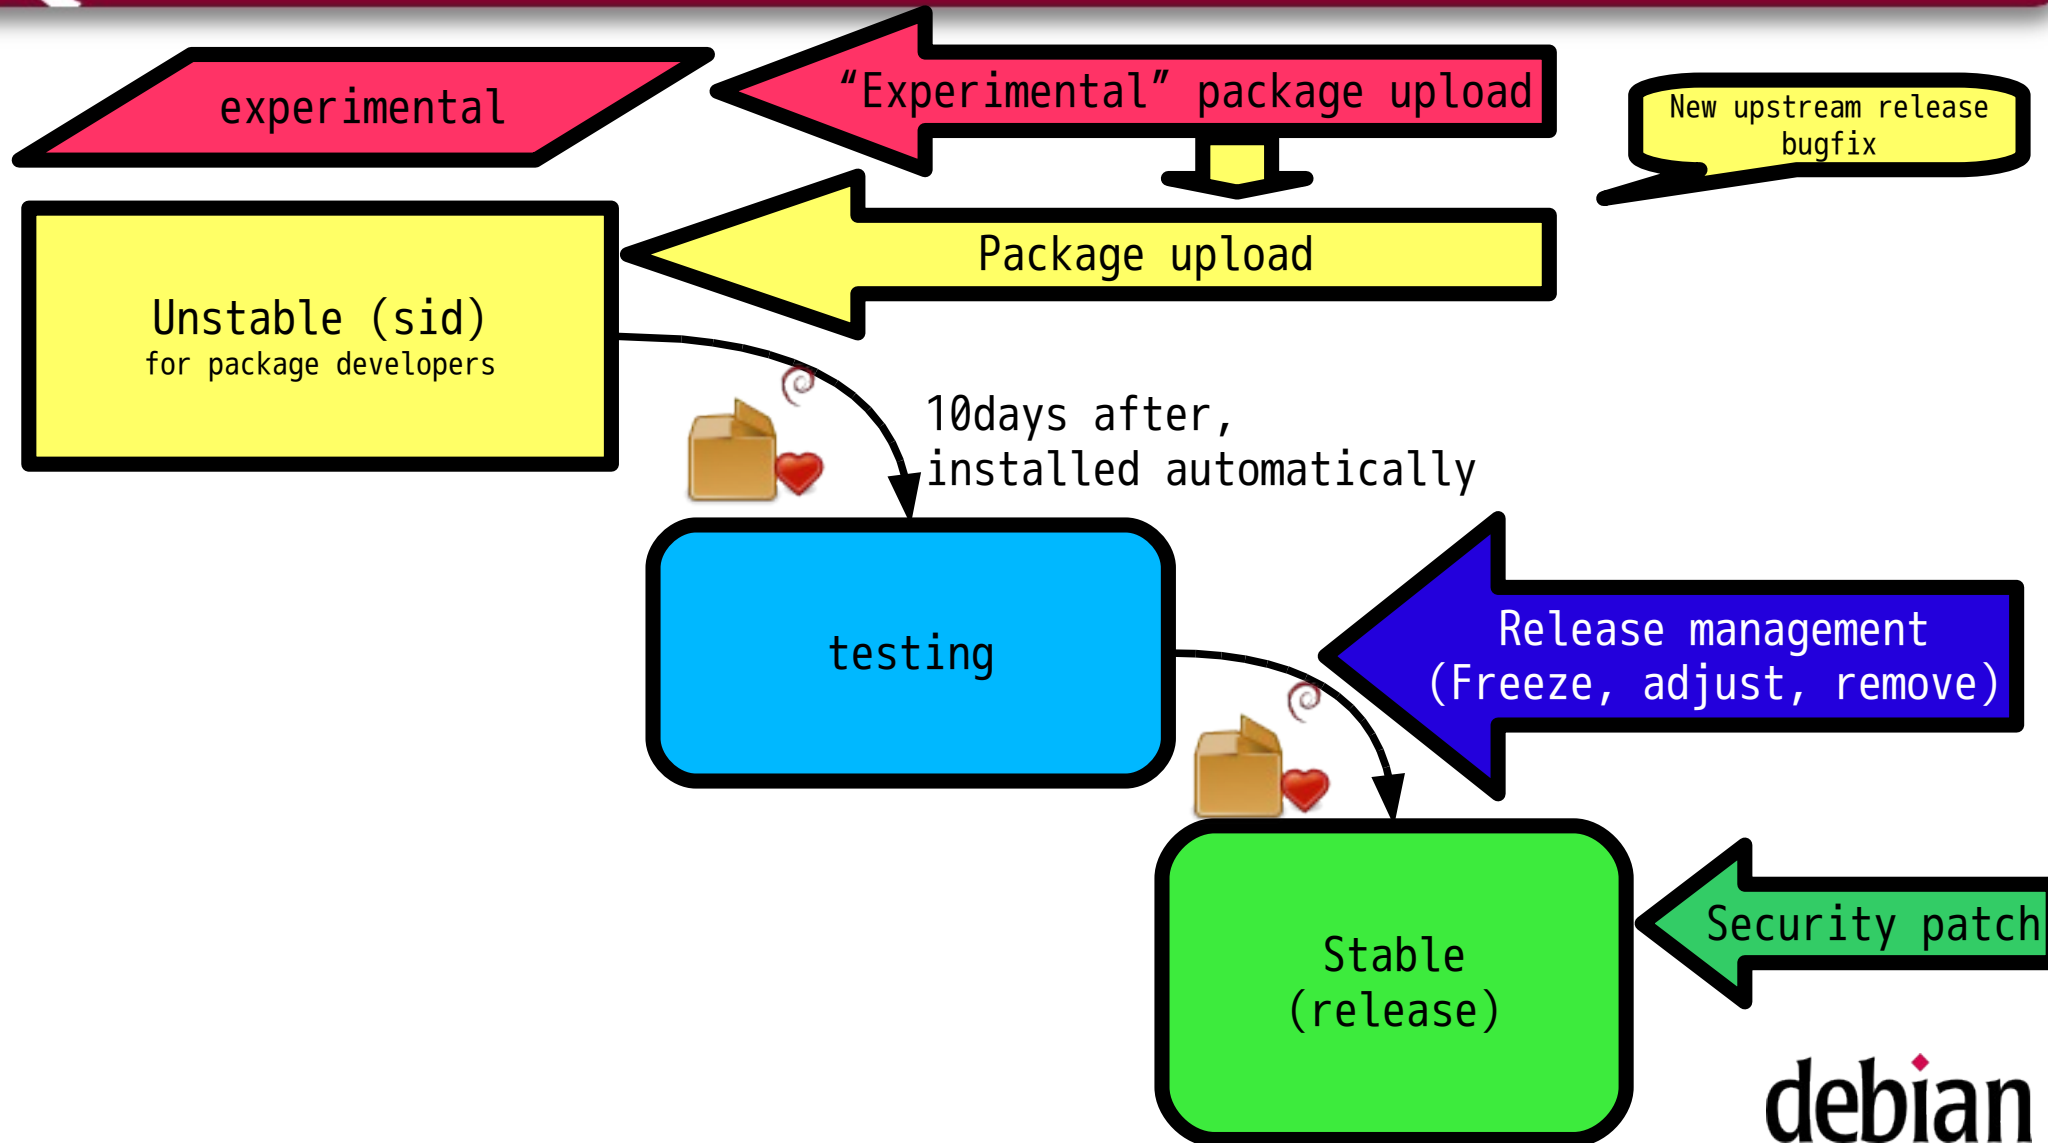 experimental
“Experimental” package upload
New upstream release
bugfix
Package upload
Unstable (sid)
for package developers
10days after,
installed automatically
testing
Release management
(Freeze, adjust, remove)
Stable
(release)
Security patch
debian